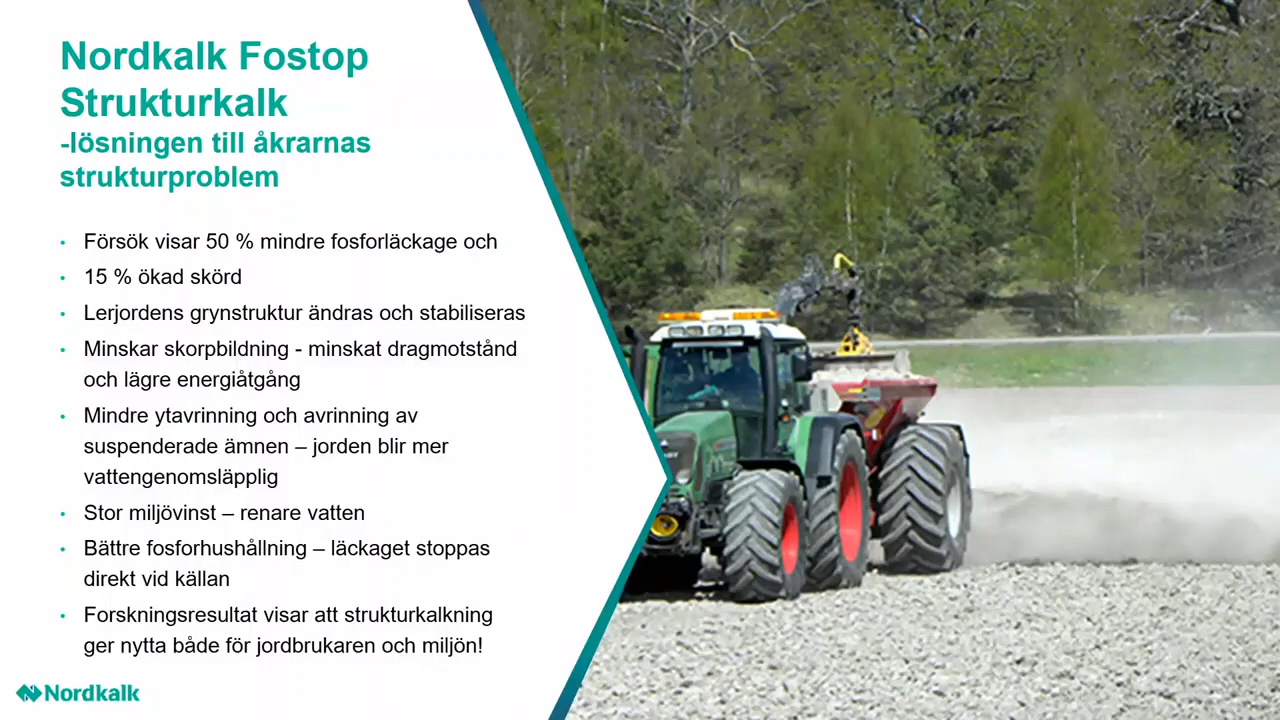 Nordkalk Fostop
Strukturkalk
-lösningen till åkrarnas
strukturproblem
• Försök visar 50 % mindre fosforläckage och
• 15 % ökad skörd
• Lerjordens grynstruktur ändras och stabiliseras
• Minskar skorpbildning - minskat dragmotstånd
och lägre energiåtgång
• Mindre ytavrinning och avrinning av
suspenderade ämnen – jorden blir mer
vattengenomsläpplig
• Stor miljövinst – renare vatten
• Bättre fosforhushållning – läckaget stoppas
direkt vid källan
• Forskningsresultat visar att strukturkalkning
ger nytta både för jordbrukaren och miljön!
Nordkalk